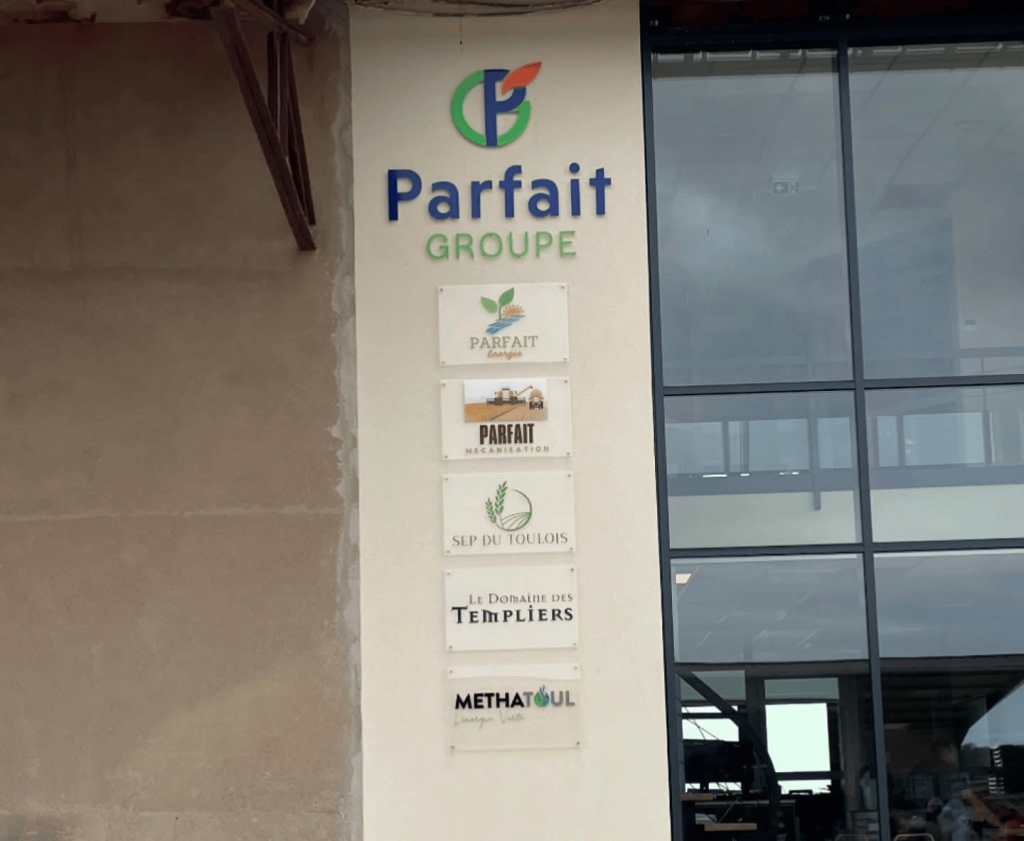 Parfait
GROUPE
PARFAIT
Energie
PARFAIT
MECANISATION
SEP DU TOULOIS
LE DOMAINE DES
TEMPLIERS
METHATOUL
L'énergie Verte